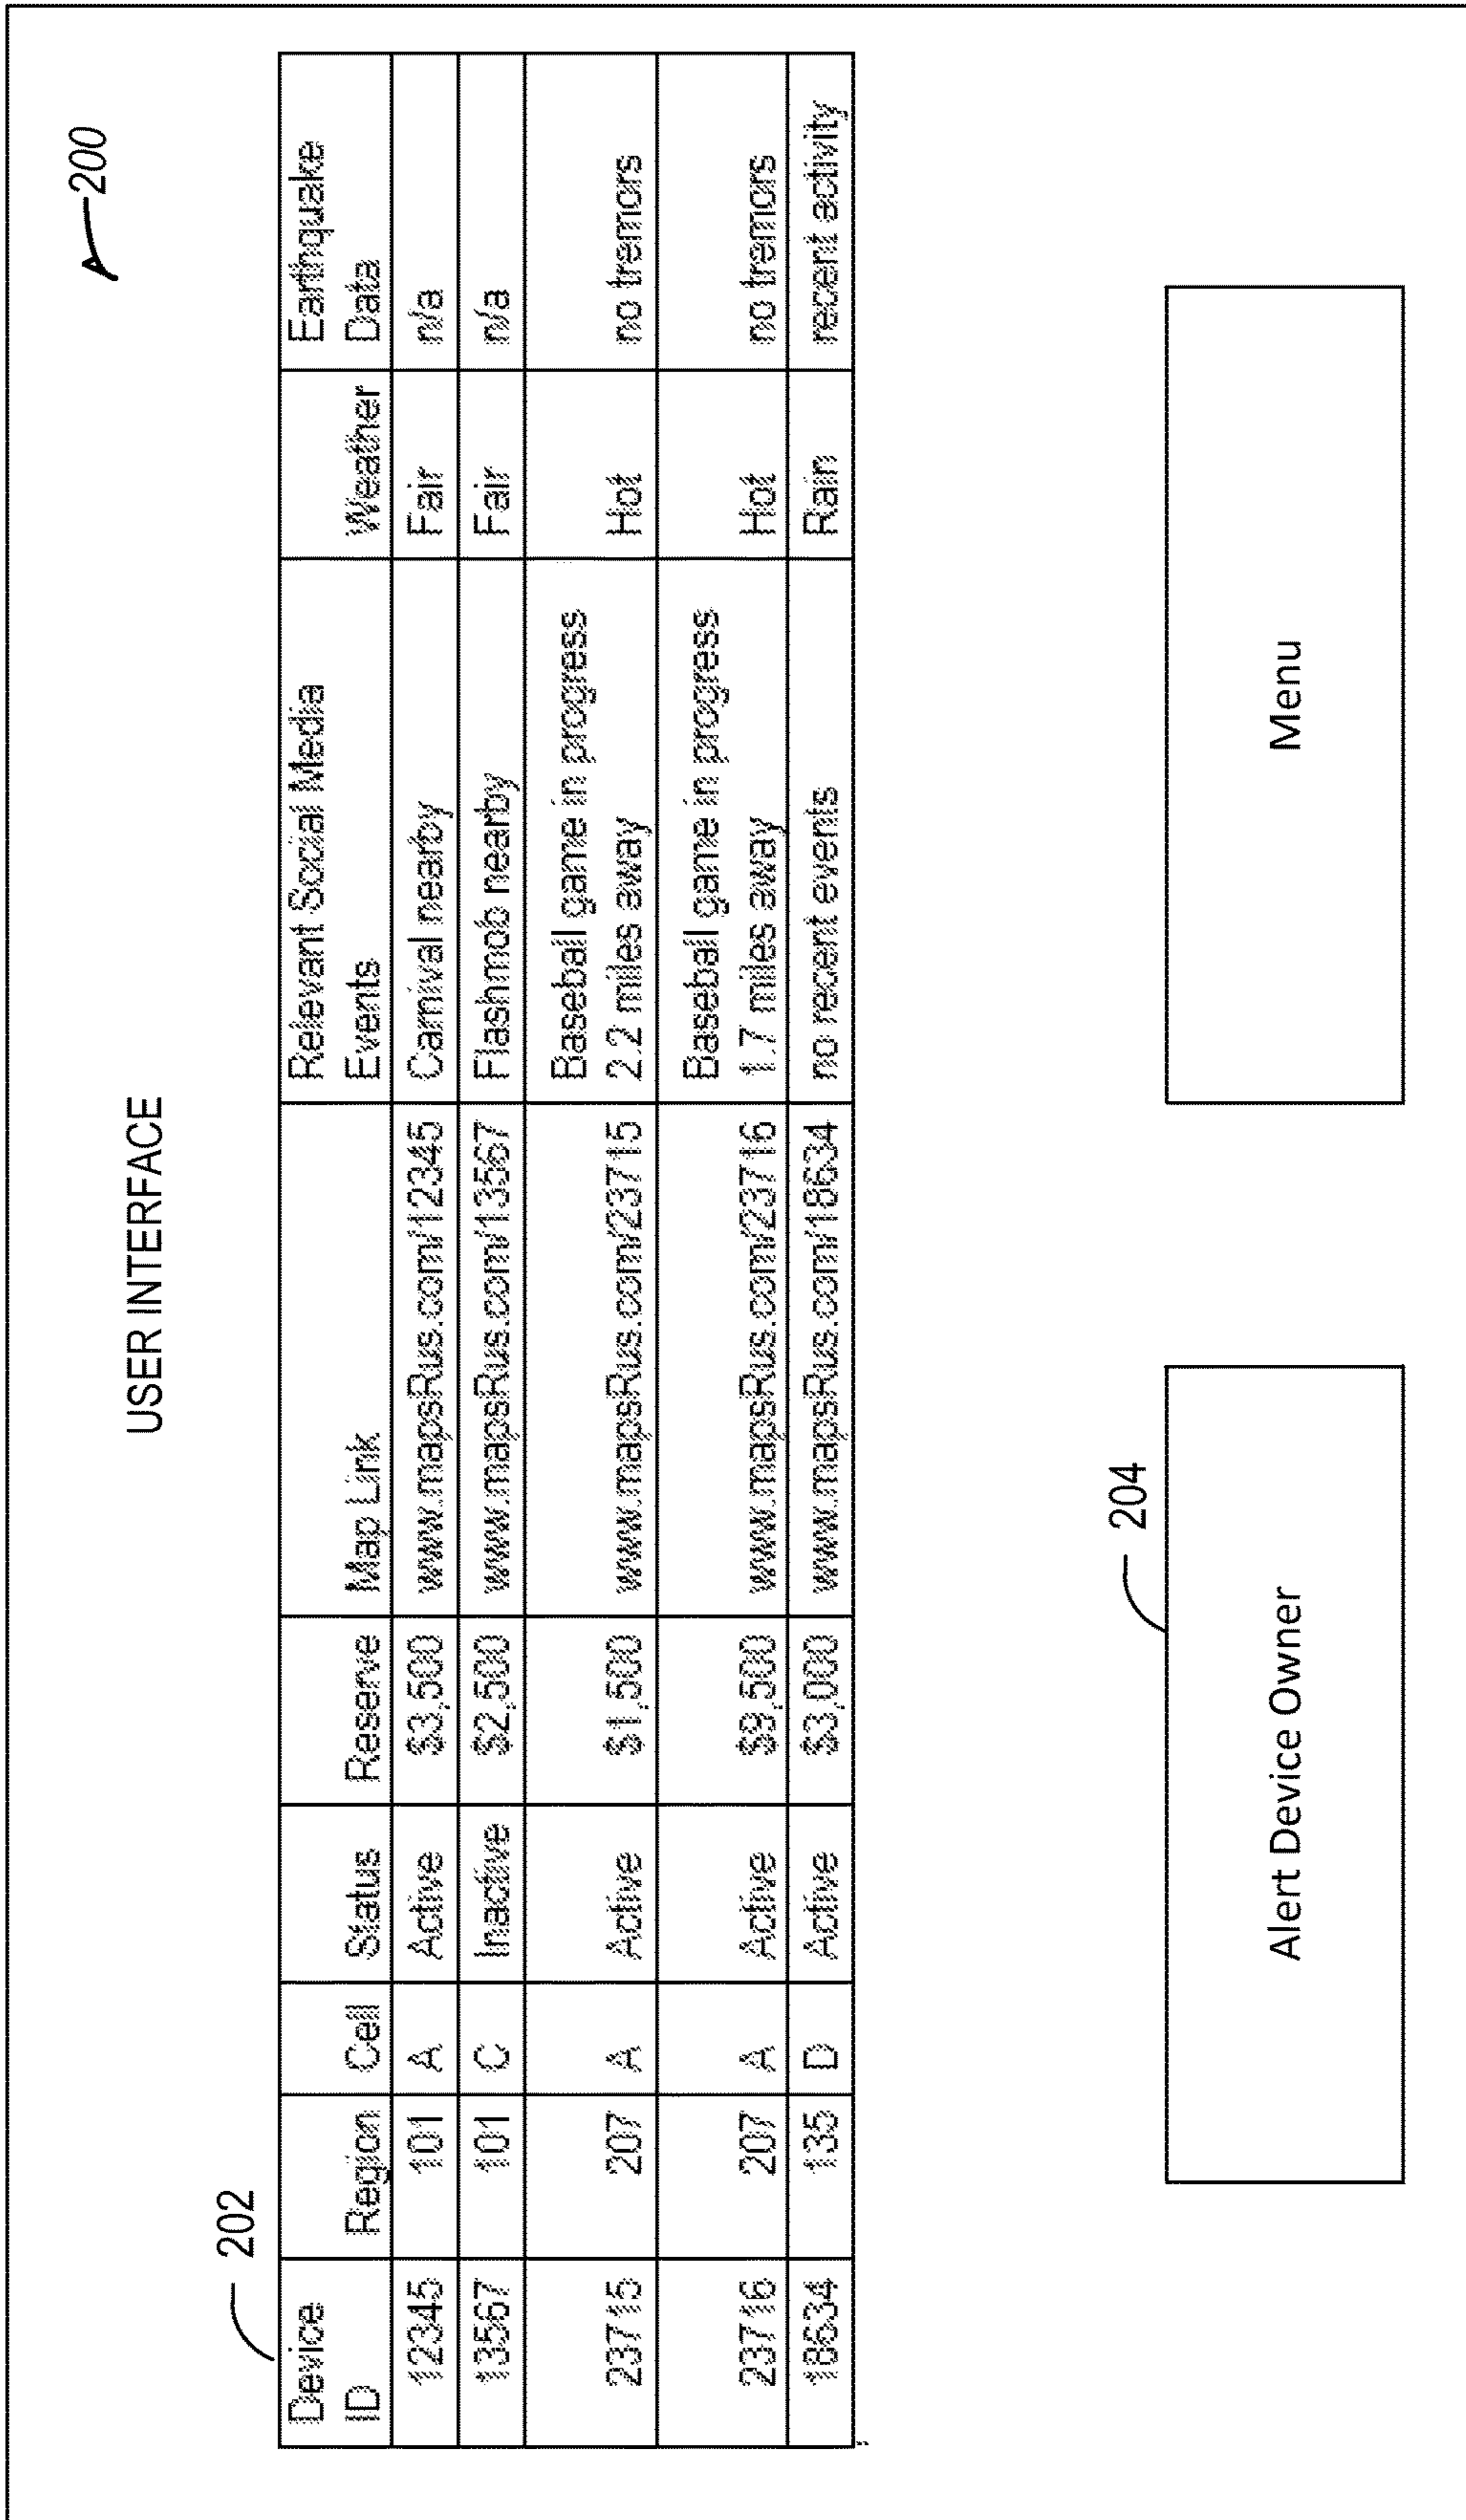 200
USER INTERFACE
202
Device ID Region Cell Status Reserve Map Link Relevant Social Media Events Weather Earthquake Data
12345 101 A Active $3,500 www.mapsRus.com/12345 Carnival nearby Fair n/a
13567 101 C Inactive $2,500 www.mapsRus.com/13567 Flashmob nearby Fair n/a
23715 207 A Active $1,500 www.mapsRus.com/23715 Baseball game in progress 2.2 miles away Hot no tremors
23716 207 A Active $9,500 www.mapsRus.com/23716 Baseball game in progress 1.7 miles away Hot no tremors
18634 135 D Active $3,000 www.mapsRus.com/18634 no recent events Rain recent activity
204
Alert Device Owner
Menu